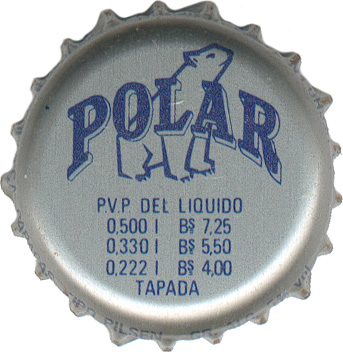 POLAR
P.V.P. DEL LIQUIDO
0,500 l Bs 7,25
0,330 l Bs 5,50
0,222 l Bs 4,00
TAPADA
PILSEN